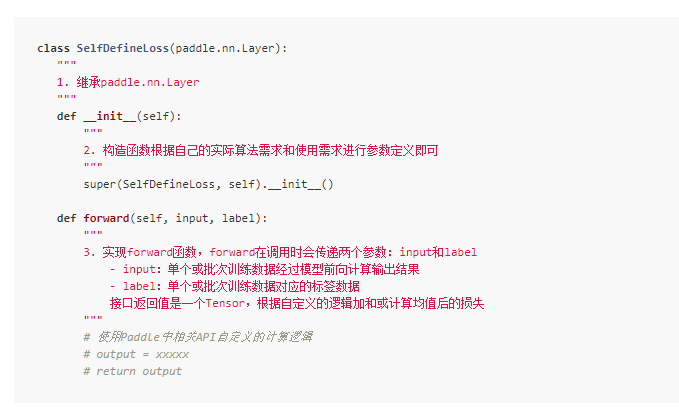 class SelfDefineLoss(paddle.nn.Layer):
"""
1. 继承paddle.nn.Layer
"""
def __init__(self):
"""
2. 构造函数根据自己的实际算法需求和使用需求进行参数定义即可
"""
super(SelfDefineLoss, self).__init__()
def forward(self, input, label):
"""
3. 实现forward函数，forward在调用时会传递两个参数：input和label
- input：单个或批次训练数据经过模型前向计算输出结果
- label：单个或批次训练数据对应的标签数据
接口返回值是一个Tensor，根据自定义的逻辑加和或计算均值后的损失
"""
# 使用Paddle中相关API自定义的计算逻辑
# output = xxxxx
# return output